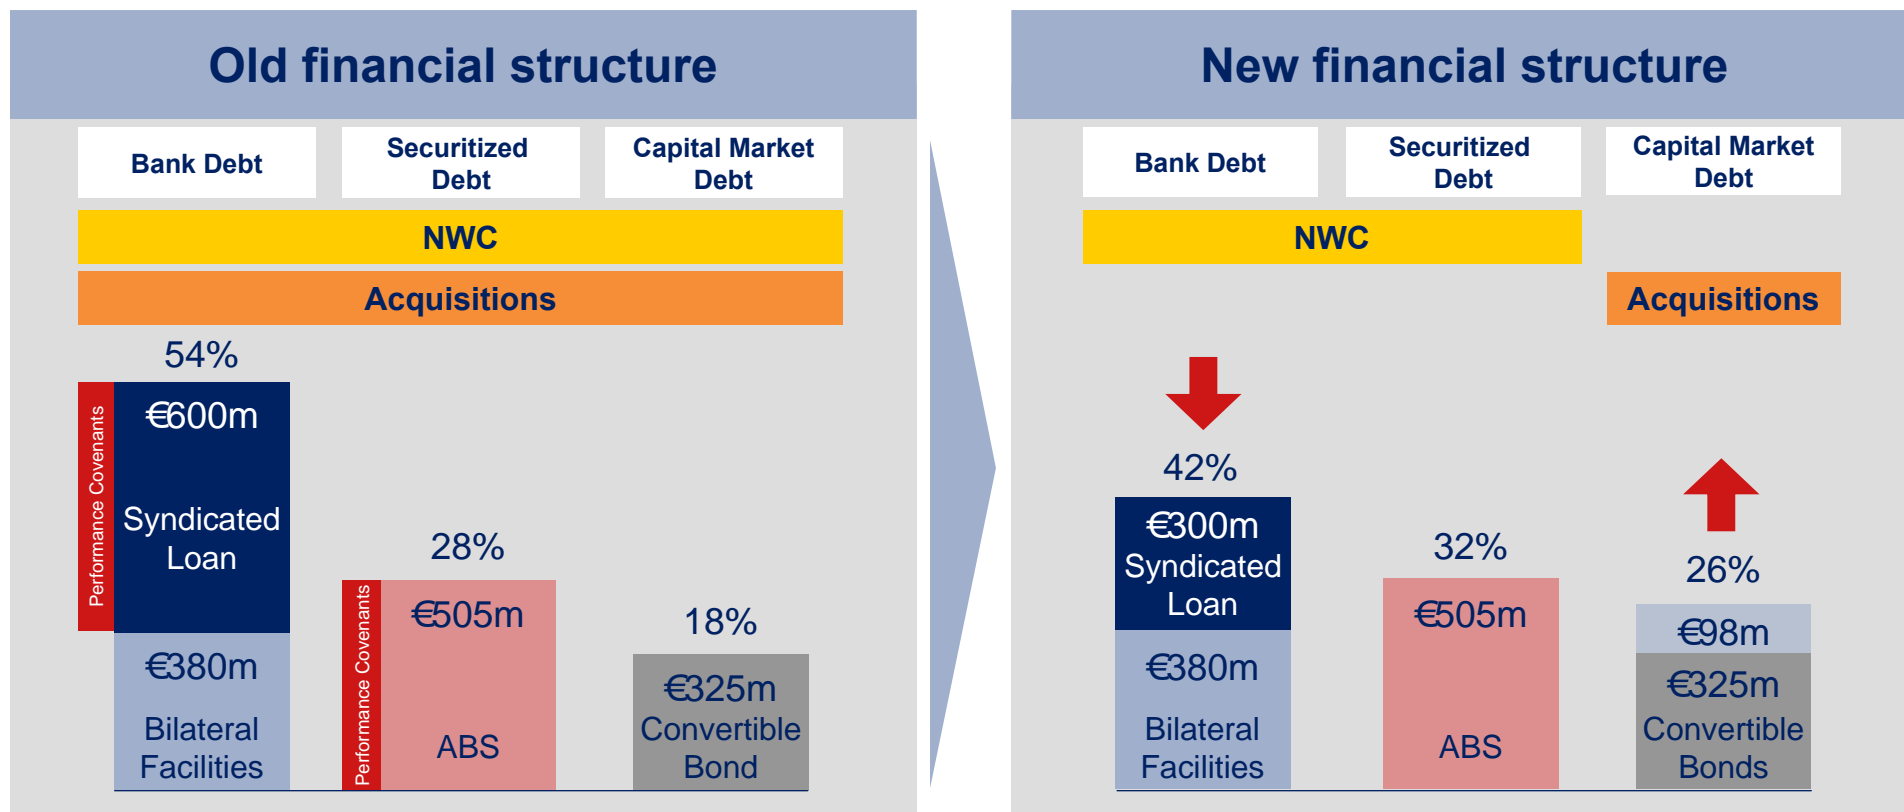 Old financial structure
Bank Debt
Securitized
Debt
Capital Market
Debt
NWC
Acquisitions
54%
Performance Covenants
€600m
Syndicated
Loan
€380m
Bilateral
Facilities
28%
Performance Covenants
€505m
ABS
18%
€325m
Convertible
Bond
New financial structure
Bank Debt
Securitized
Debt
Capital Market
Debt
NWC
Acquisitions
42%
€300m
Syndicated
Loan
€380m
Bilateral
Facilities
32%
€505m
ABS
26%
€98m
€325m
Convertible
Bonds